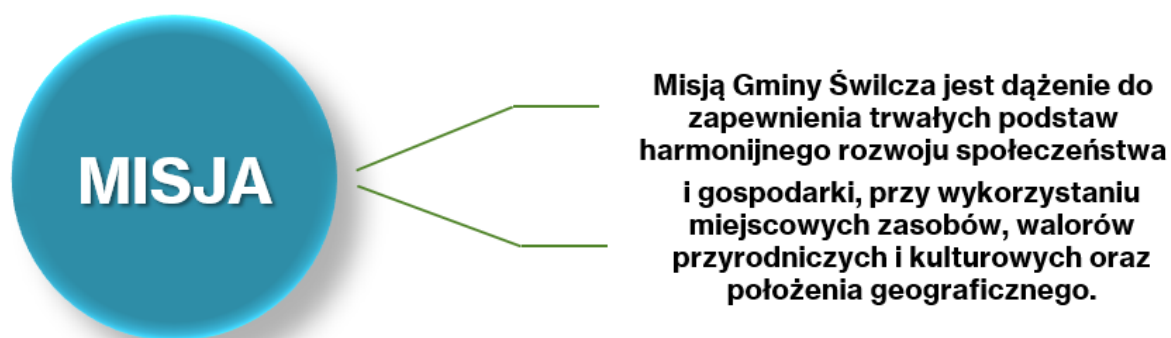 MISJA
Misją Gminy Świlcza jest dążenie do
zapewnienia trwałych podstaw
harmonijnego rozwoju społeczeństwa
i gospodarki, przy wykorzystaniu
miejscowych zasobów, walorów
przyrodniczych i kulturowych oraz
położenia geograficznego.